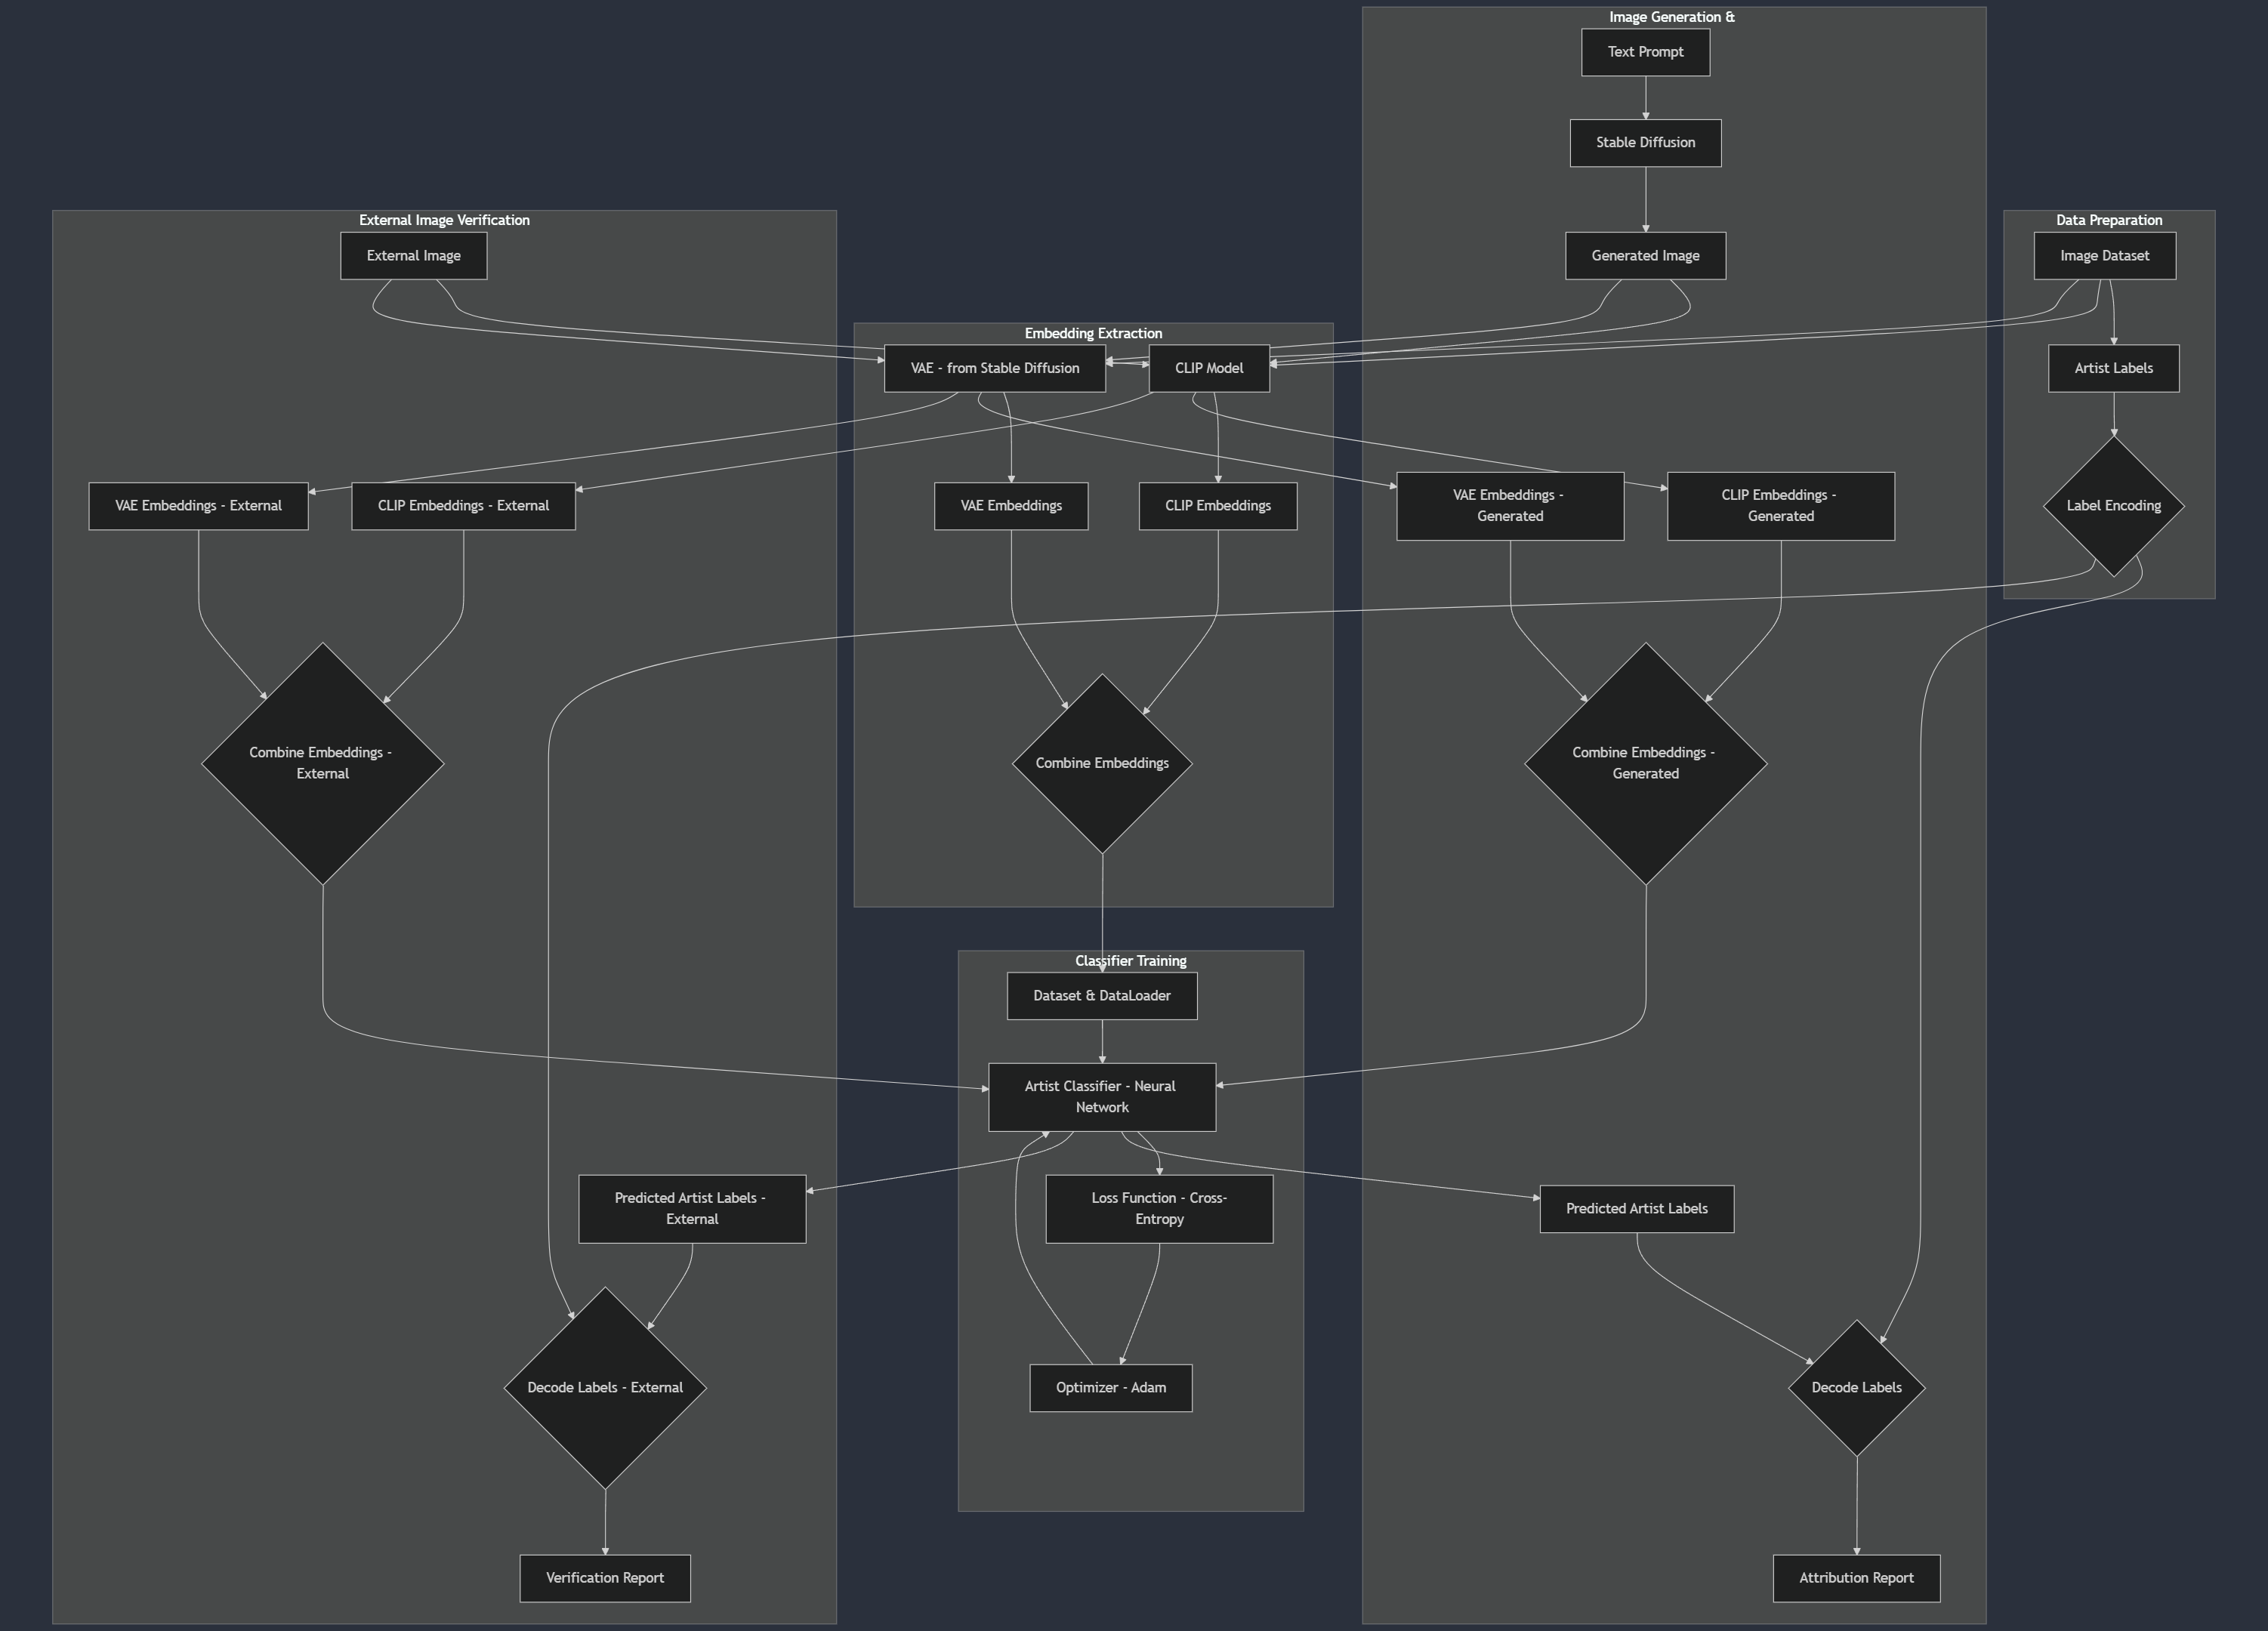 Image Generation &
Text Prompt
Stable Diffusion
Generated Image
External Image Verification
External Image
Data Preparation
Image Dataset
Artist Labels
Label Encoding
Embedding Extraction
VAE - from Stable Diffusion
CLIP Model
VAE Embeddings - External
CLIP Embeddings - External
VAE Embeddings
CLIP Embeddings
VAE Embeddings -
Generated
CLIP Embeddings -
Generated
Combine Embeddings -
External
Combine Embeddings
Combine Embeddings -
Generated
Classifier Training
Dataset & DataLoader
Artist Classifier - Neural
Network
Predicted Artist Labels -
External
Loss Function - Cross-
Entropy
Predicted Artist Labels
Decode Labels - External
Optimizer - Adam
Decode Labels
Verification Report
Attribution Report